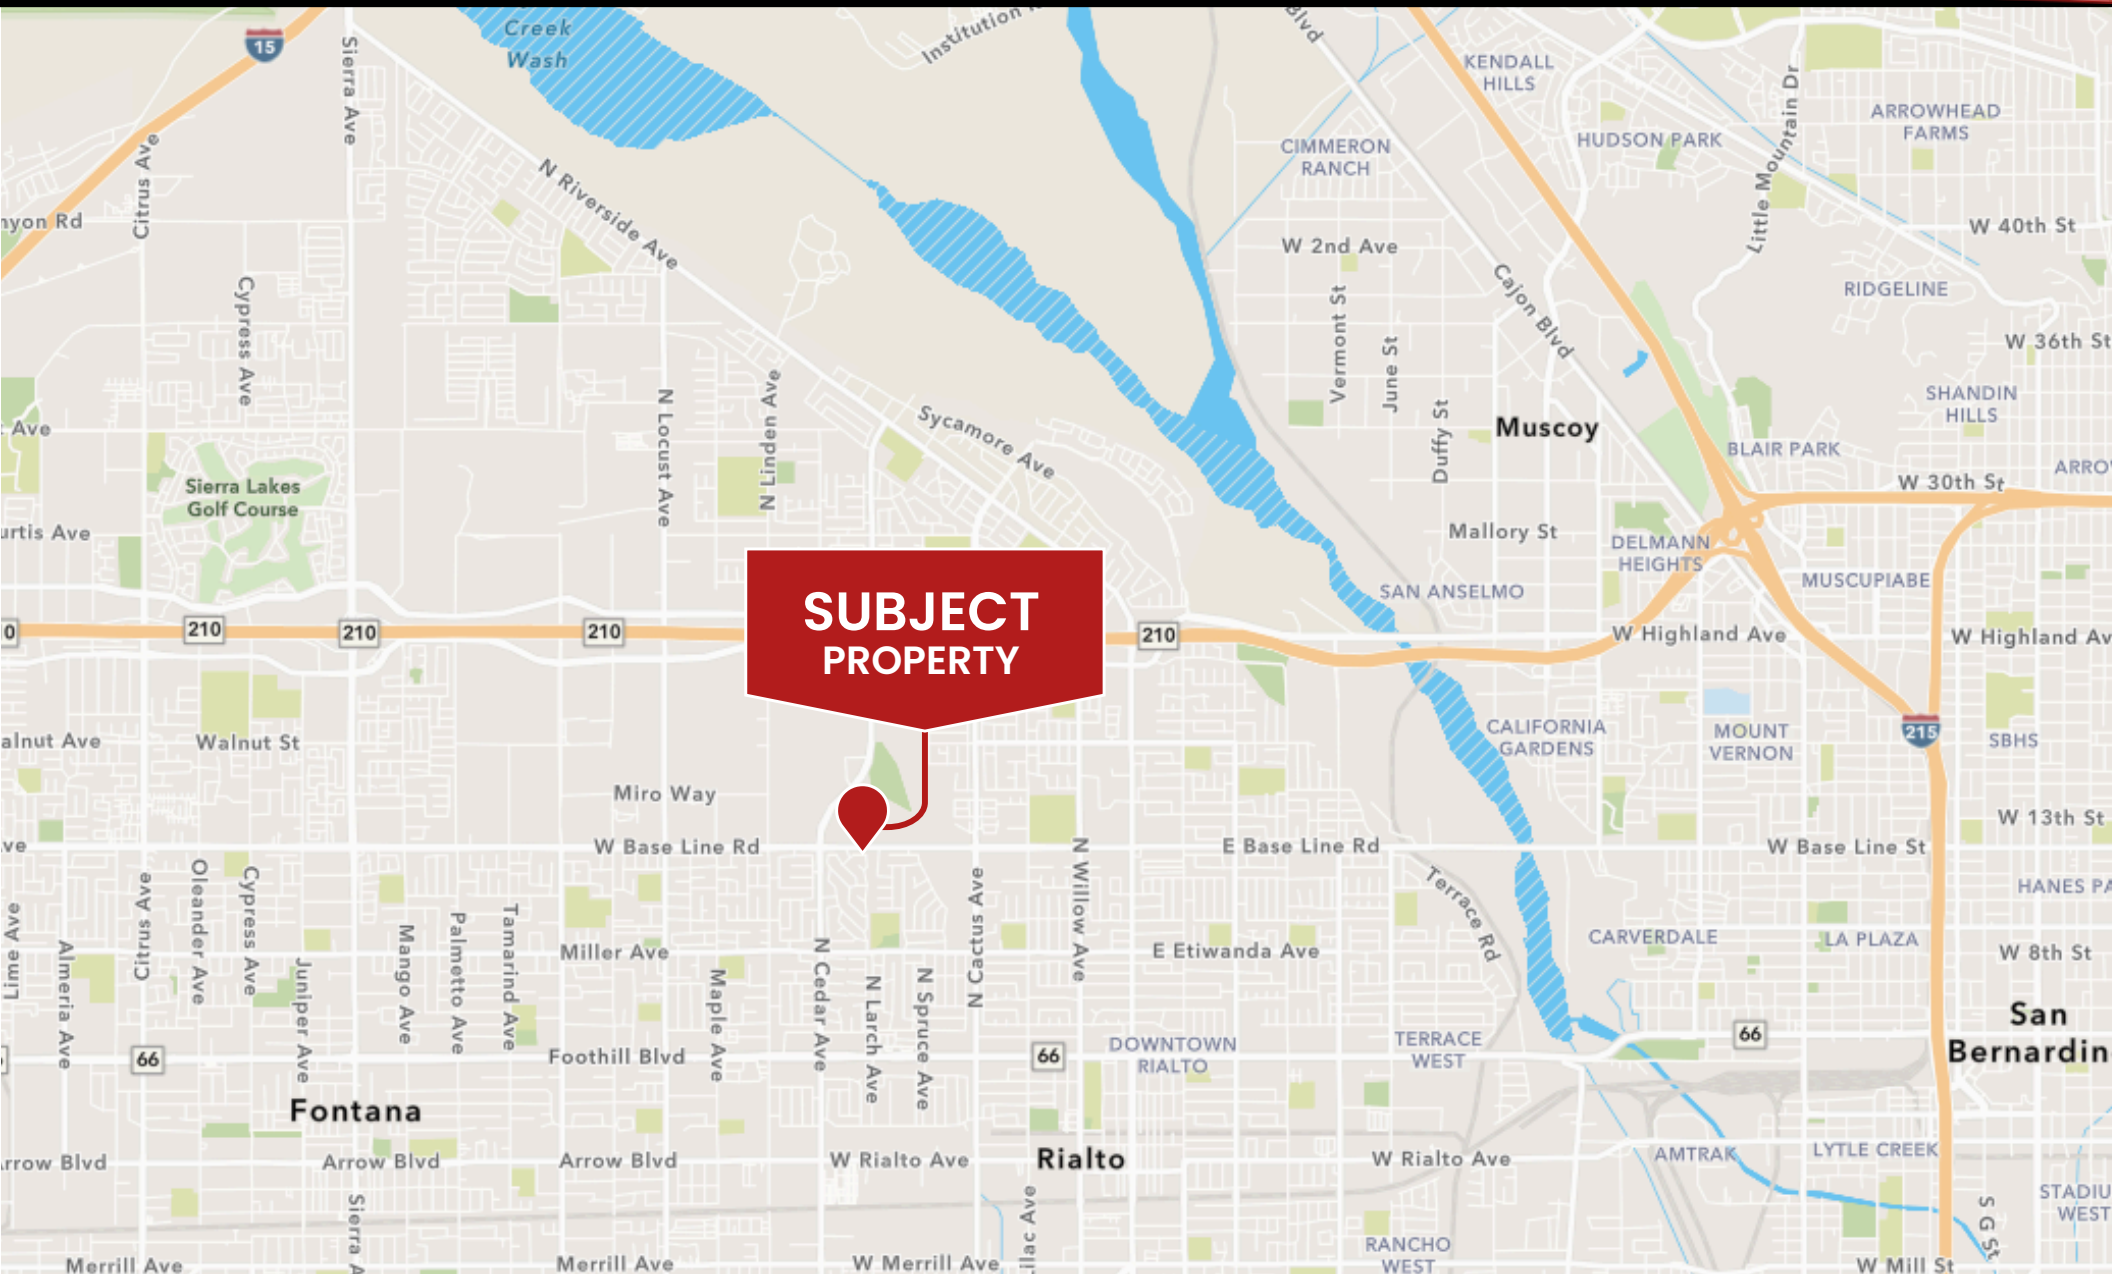 Creek
Wash
Institution
Blvd
15
Sierra Ave
KENDALL
HILLS
Little Mountain Dr
ARROWHEAD
FARMS
HUDSON PARK
CIMMERON
RANCH
Citrus Ave
N Riverside Ave
nyon Rd
W 40th St
W 2nd Ave
Cajon Blvd
RIDGELINE
Cypress Ave
Vermont St
June St
W 36th St
N Linden Ave
N Locust Ave
Duffy St
SHANDIN
HILLS
Sycamore Ave
Muscoy
Ave
BLAIR PARK
ARRO
W 30th St
Sierra Lakes
Golf Course
urtis Ave
Mallory St
DELMANN
HEIGHTS
MUSCUPIABE
SAN ANSELMO
SUBJECT
PROPERTY
0
210
210
210
210
W Highland Ave
W Highland Av
CALIFORNIA
GARDENS
MOUNT
VERNON
215
SBHS
alnut Ave
Walnut St
Miro Way
W 13th St
ve
W Base Line Rd
E Base Line Rd
W Base Line St
HANES PA
Lime Ave
Almeria Ave
Citrus Ave
Oleander Ave
Cypress Ave
Juniper Ave
Mango Ave
Palmetto Ave
Tamarind Ave
Miller Ave
Maple Ave
N Cedar Ave
N Larch Ave
N Spruce Ave
N Cactus Ave
N Willow Ave
E Etiwanda Ave
Terrace Rd
CARVERDALE
LA PLAZA
W 8th St
San
Bernardin
66
66
66
Foothill Blvd
DOWNTOWN
RIALTO
TERRACE
WEST
Fontana
Rialto
rrow Blvd
Arrow Blvd
Arrow Blvd
W Rialto Ave
W Rialto Ave
AMTRAK
LYTLE CREEK
STADIU
WEST
Sierra A
ilac Ave
S G St
RANCHO
WEST
Merrill Ave
Merrill Ave
W Merrill Ave
W Mill St